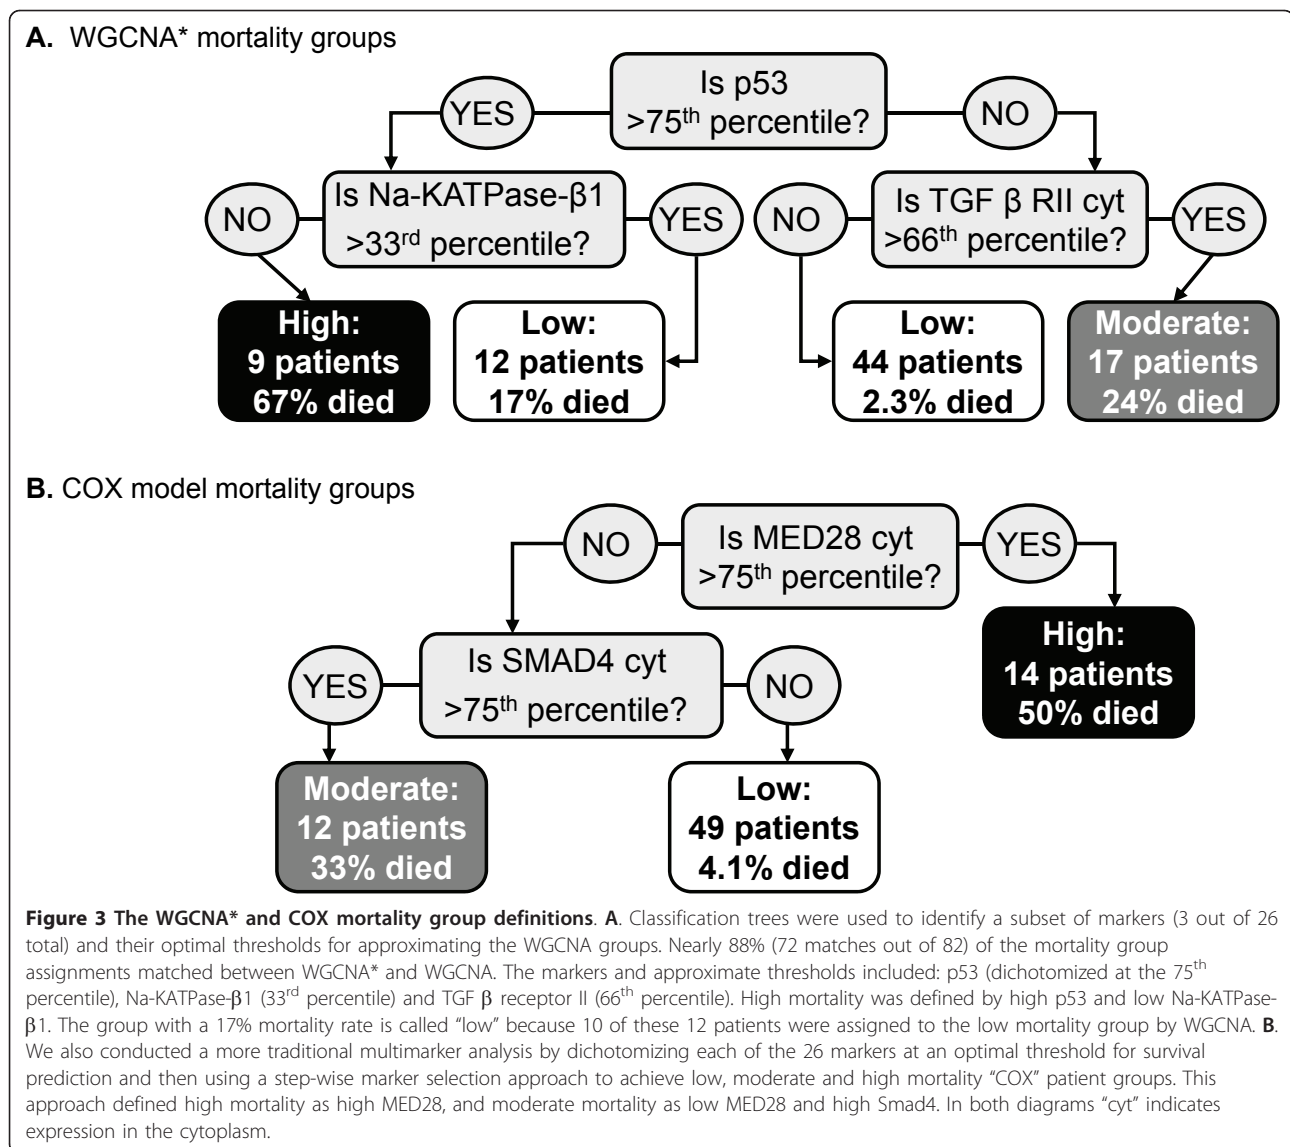 A. WGCNA* mortality groups
Is p53
>75th percentile?
YES
NO
Is Na-KATPase-β1
>33rd percentile?
NO
YES
Is TGF β RII cyt
>66th percentile?
NO
YES
High:
9 patients
67% died
Low:
12 patients
17% died
Low:
44 patients
2.3% died
Moderate:
17 patients
24% died
B. COX model mortality groups
Is MED28 cyt
>75th percentile?
NO
YES
High:
14 patients
50% died
Is SMAD4 cyt
>75th percentile?
YES
NO
Moderate:
12 patients
33% died
Low:
49 patients
4.1% died
Figure 3 The WGCNA* and COX mortality group definitions. A. Classification trees were used to identify a subset of markers (3 out of 26
total) and their optimal thresholds for approximating the WGCNA groups. Nearly 88% (72 matches out of 82) of the mortality group
assignments matched between WGCNA* and WGCNA. The markers and approximate thresholds included: p53 (dichotomized at the 75th
percentile), Na-KATPase-β1 (33rd percentile) and TGF β receptor II (66th percentile). High mortality was defined by high p53 and low Na-KATPase-
β1. The group with a 17% mortality rate is called "low" because 10 of these 12 patients were assigned to the low mortality group by WGCNA. B.
We also conducted a more traditional multimarker analysis by dichotomizing each of the 26 markers at an optimal threshold for survival
prediction and then using a step-wise marker selection approach to achieve low, moderate and high mortality "COX" patient groups. This
approach defined high mortality as high MED28, and moderate mortality as low MED28 and high Smad4. In both diagrams "cyt" indicates
expression in the cytoplasm.